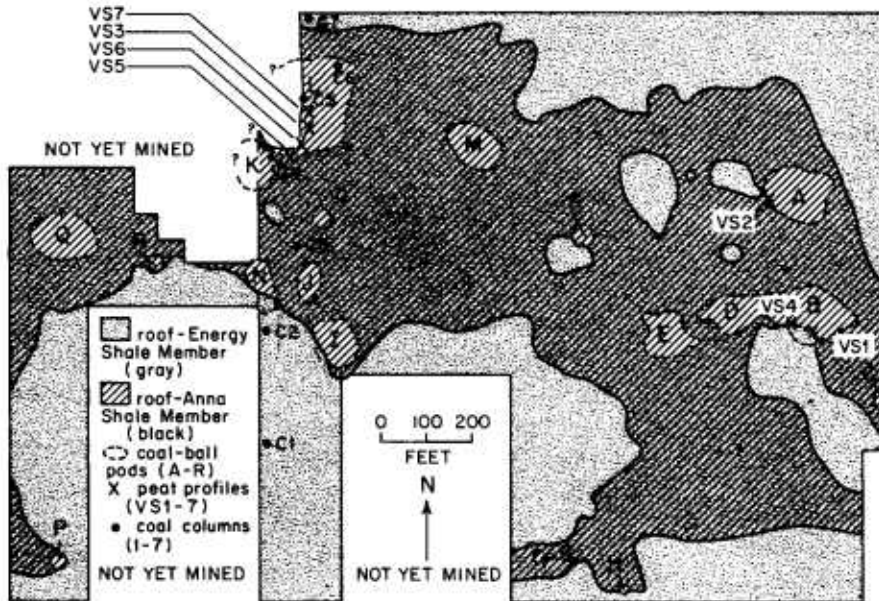 VS7
VS3
VS6
VS5
NOT YET MINED
K
M
A
VS2
Q
J
D
VS4
B
E
VS1
I
C2
C1
P
roof-Energy
Shale Member
(gray)
roof-Anna
Shale Member
(black)
coal-ball
pods (A-R)
X peat profiles
(VS1-7)
• coal columns
(1-7)
NOT YET MINED
0 100 200
FEET
N
NOT YET MINED